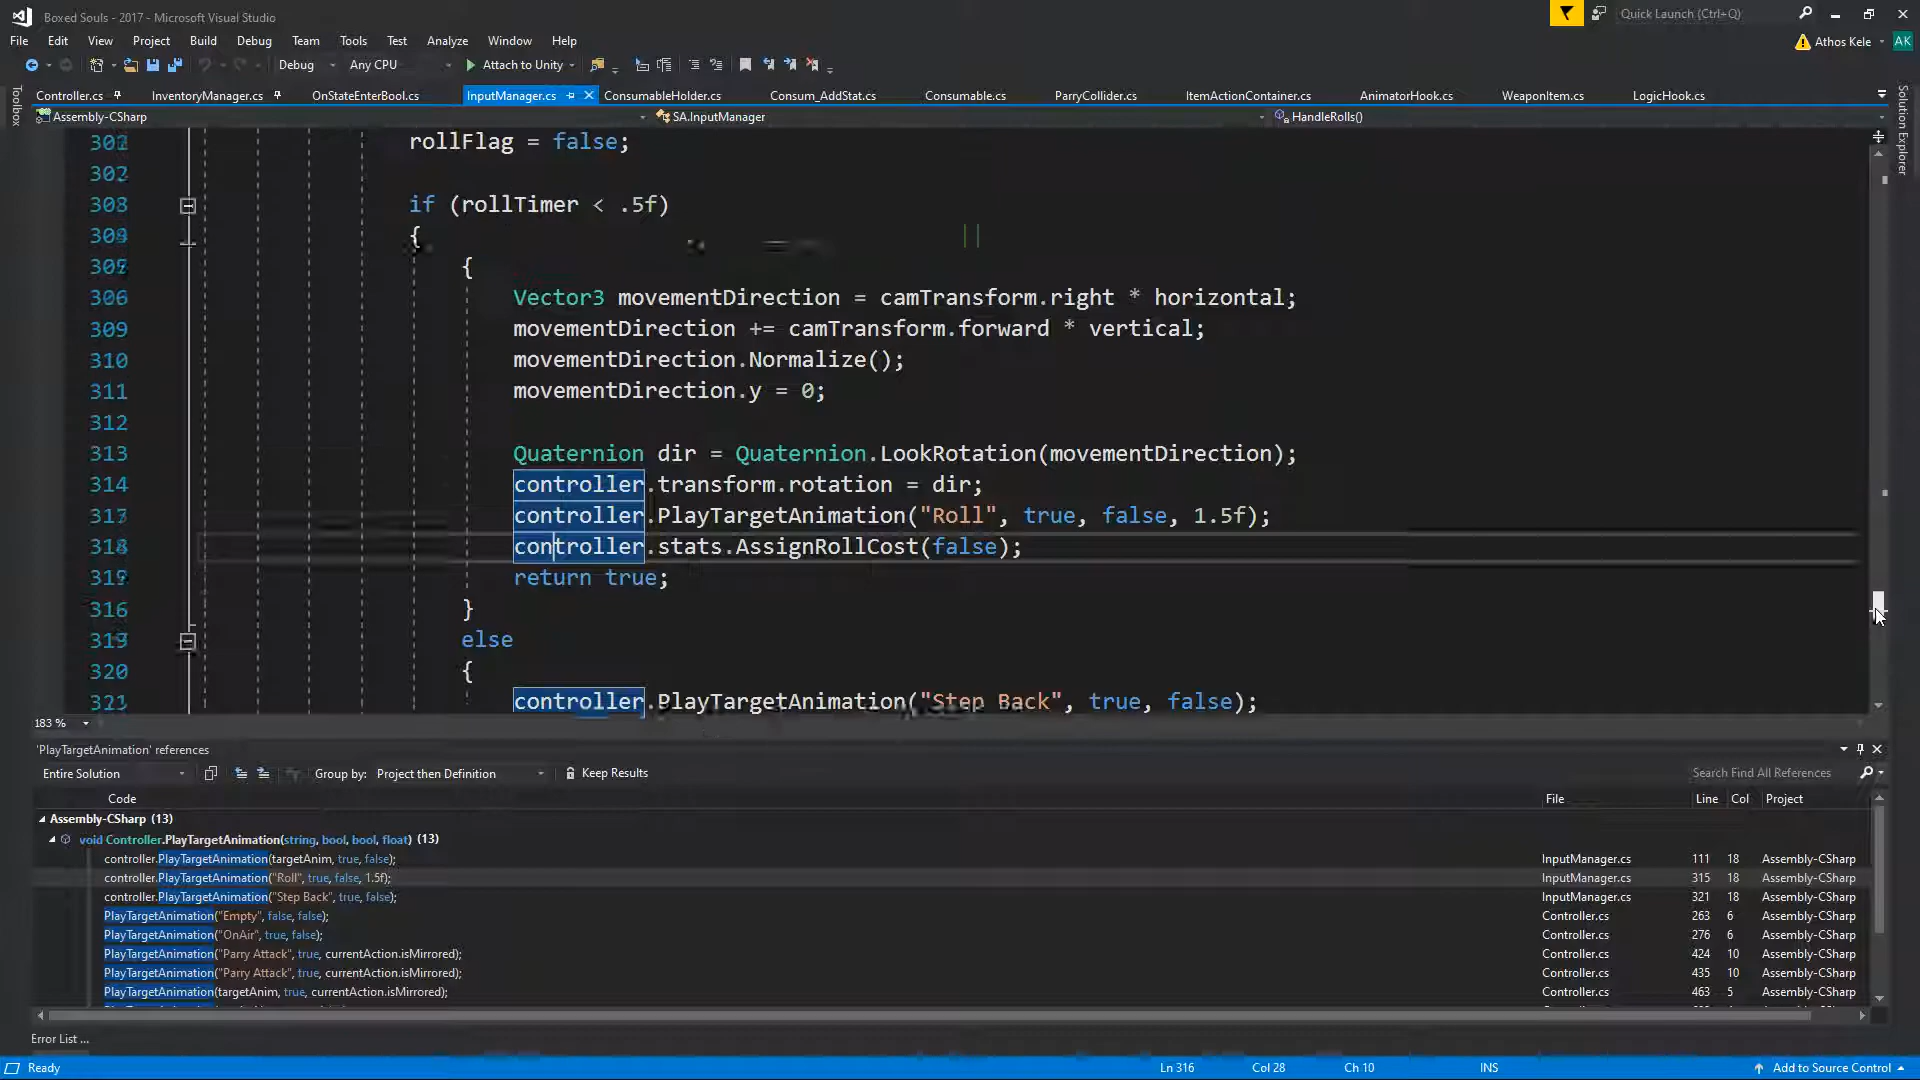 Boxed Souls - 2017 - Microsoft Visual Studio
Quick Launch (Ctrl+Q)
File Edit View Project Build Debug Team Tools Test Analyze Window Help
Athos Kele AK
Debug Any CPU Attach to Unity
Toolbox
Controller.cs InventoryManager.cs OnStateEnterBool.cs InputManager.cs ConsumableHolder.cs Consum_AddStat.cs Consumable.cs ParryCollider.cs ItemActionContainer.cs AnimatorHook.cs WeaponItem.cs LogicHook.cs
Solution Explorer
Assembly-CSharp SA.InputManager HandleRolls()
rollFlag = false;
302
303 if (rollTimer < .5f)
{
{
306 Vector3 movementDirection = camTransform.right * horizontal;
309 movementDirection += camTransform.forward * vertical;
310 movementDirection.Normalize();
311 movementDirection.y = 0;
312
313 Quaternion dir = Quaternion.LookRotation(movementDirection);
314 controller.transform.rotation = dir;
controller.PlayTargetAnimation("Roll", true, false, 1.5f);
controller.stats.AssignRollCost(false);
return true;
316 }
else
320 {
controller.PlayTargetAnimation("Step Back", true, false);
183 %
'PlayTargetAnimation' references
Entire Solution Group by: Project then Definition Keep Results Search Find All References
Code File Line Col Project
Assembly-CSharp (13)
void Controller.PlayTargetAnimation(string, bool, bool, float) (13)
controller.PlayTargetAnimation(targetAnim, true, false); InputManager.cs 111 18 Assembly-CSharp
controller.PlayTargetAnimation("Roll", true, false, 1.5f); InputManager.cs 315 18 Assembly-CSharp
controller.PlayTargetAnimation("Step Back", true, false); InputManager.cs 321 18 Assembly-CSharp
PlayTargetAnimation("Empty", false, false); Controller.cs 263 6 Assembly-CSharp
PlayTargetAnimation("OnAir", true, false); Controller.cs 276 6 Assembly-CSharp
PlayTargetAnimation("Parry Attack", true, currentAction.isMirrored); Controller.cs 424 10 Assembly-CSharp
PlayTargetAnimation("Parry Attack", true, currentAction.isMirrored); Controller.cs 435 10 Assembly-CSharp
PlayTargetAnimation(targetAnim, true, currentAction.isMirrored); Controller.cs 463 5 Assembly-CSharp
Error List ...
Ready Ln 316 Col 28 Ch 10 INS Add to Source Control